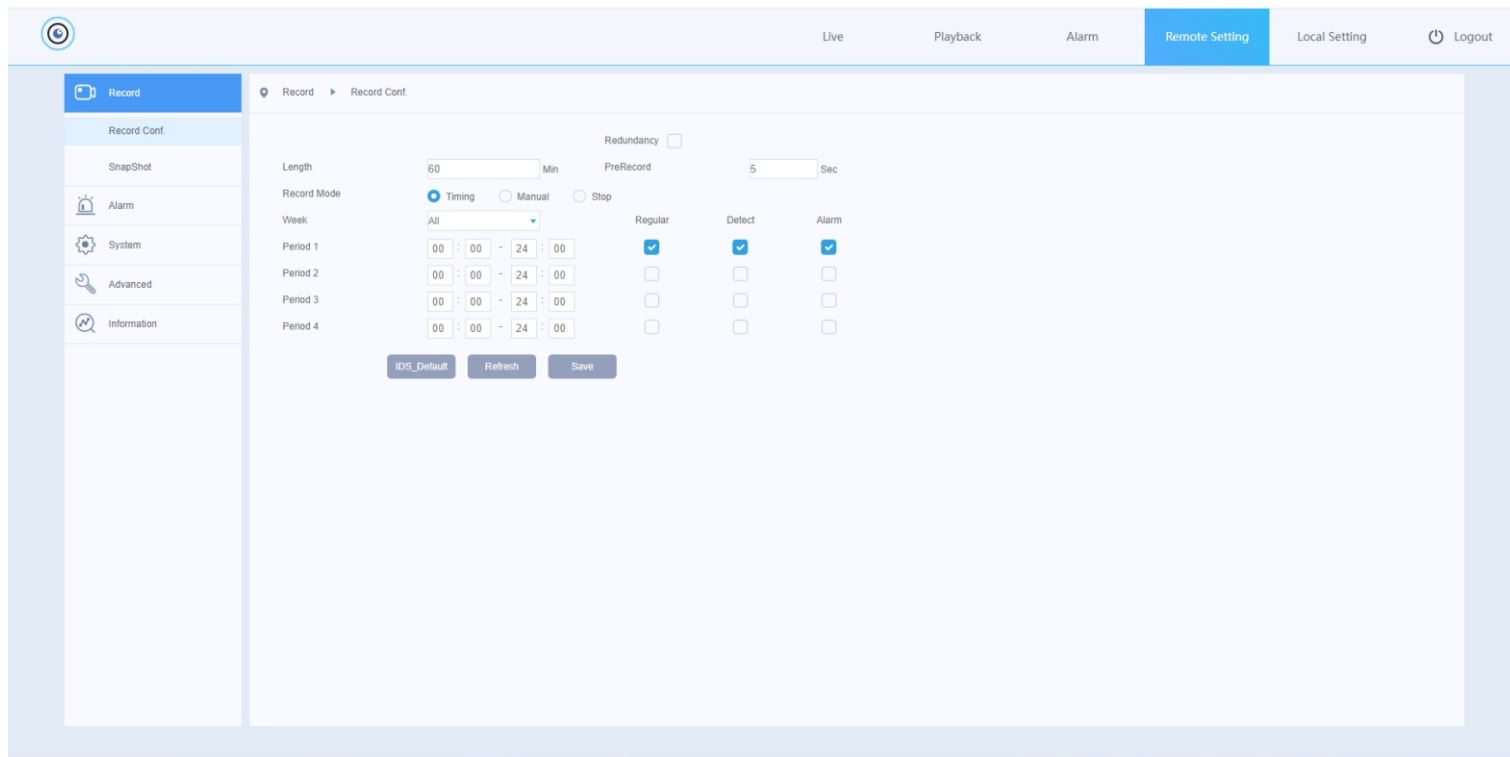 Live Playback Alarm Remote Setting Local Setting Logout
Record
Record Conf.
SnapShot
Alarm
System
Advanced
Information
Record Record Conf.
Redundancy
Length 60 Min PreRecord 5 Sec
Record Mode Timing Manual Stop
Week All Regular Detect Alarm
Period 1 00 : 00 - 24 : 00
Period 2 00 : 00 - 24 : 00
Period 3 00 : 00 - 24 : 00
Period 4 00 : 00 - 24 : 00
IDS_Default Refresh Save